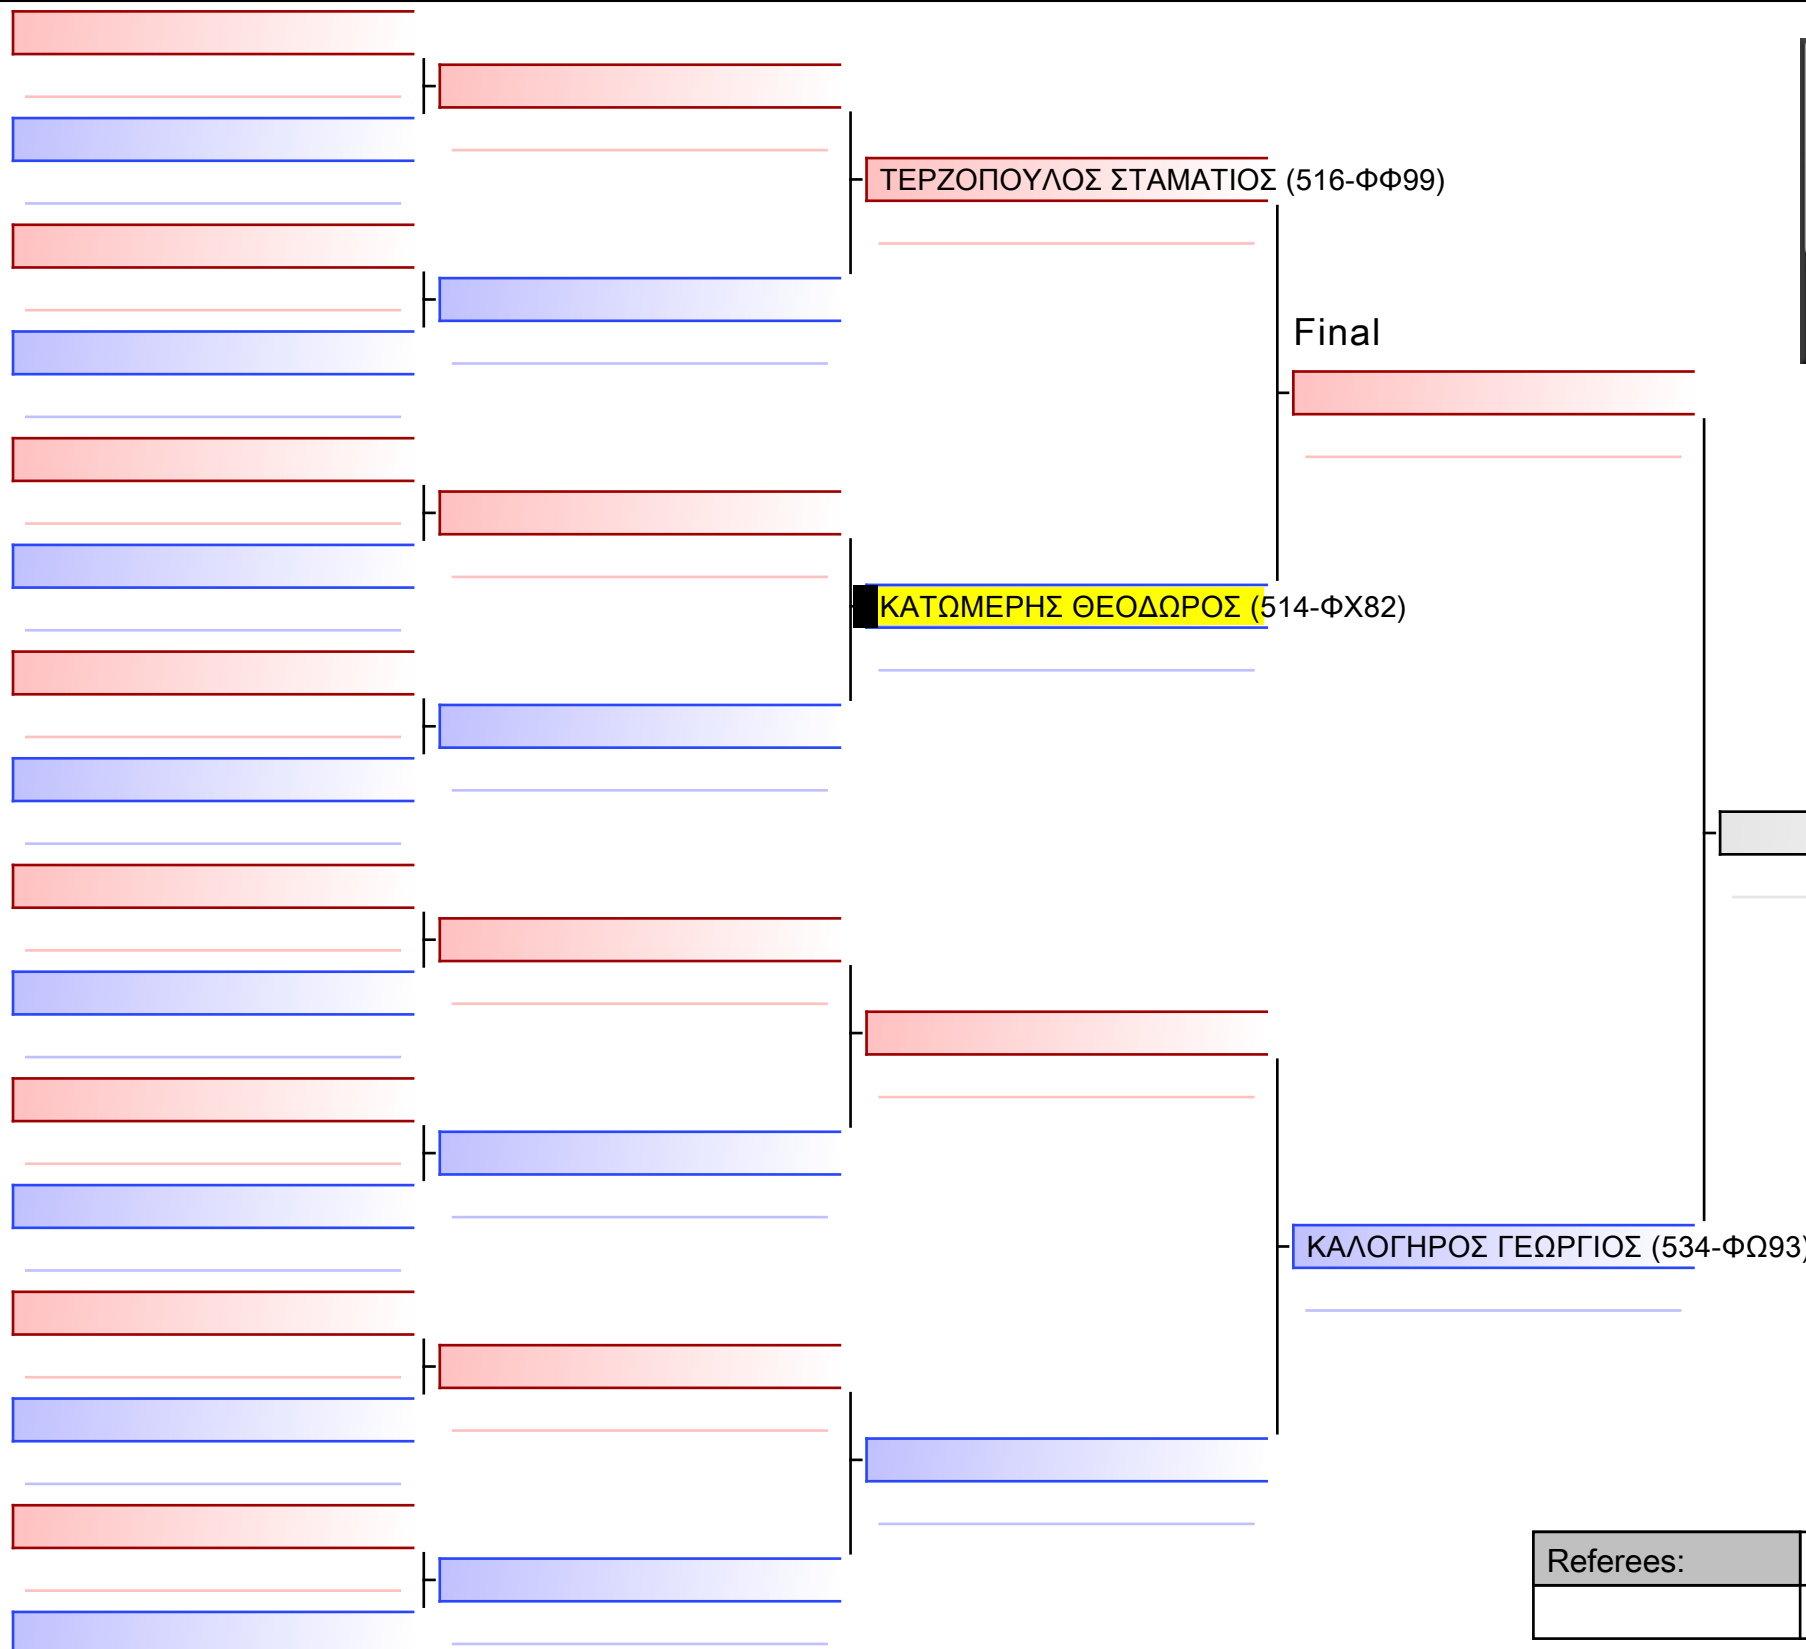 ΤΕΡΖΟΠΟΥΛΟΣ ΣΤΑΜΑΤΙΟΣ (516-ΦΦ99)
Final
ΚΑΤΩΜΕΡΗΣ ΘΕΟΔΩΡΟΣ (514-ΦΧ82)
ΚΑΛΟΓΗΡΟΣ ΓΕΩΡΓΙΟΣ (534-ΦΩ93)
Referees: